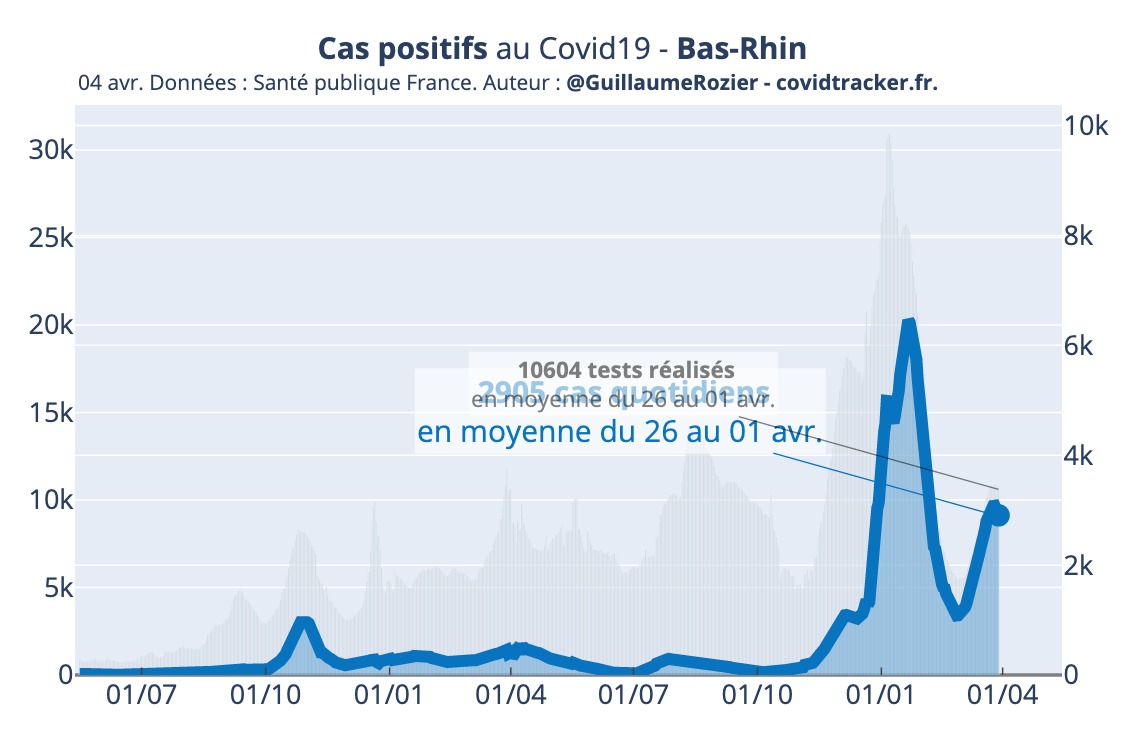 Cas positifs au Covid19 - Bas-Rhin
04 avr. Données : Santé publique France. Auteur : @GuillaumeRozier - covidtracker.fr.
10k
30k
25k
8k
20k
6k
10604 tests réalisés
2905 cas quotidiens
en moyenne du 26 au 01 avr.
15k
en moyenne du 26 au 01 avr.
4k
10k
5k
2k
0
0
01/07 01/10 01/01 01/04 01/07 01/10 01/01 01/04